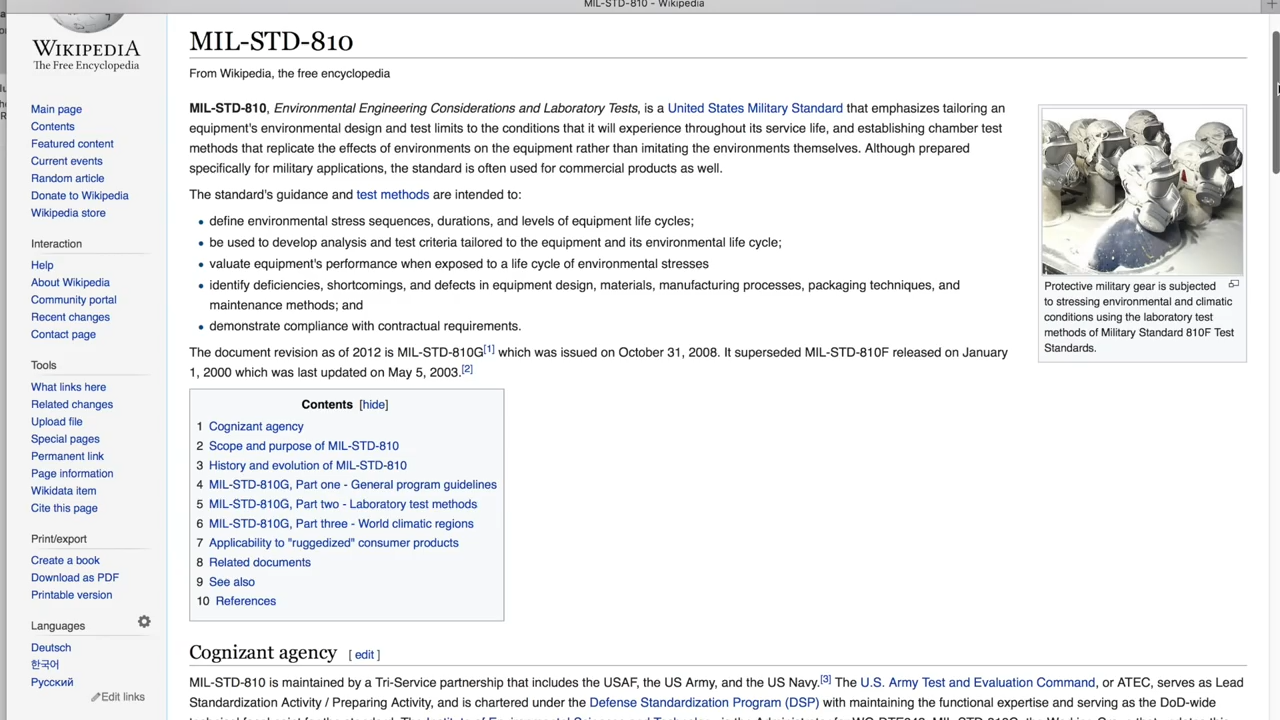 MIL-STD-810 - Wikipedia
WIKIPEDIA
The Free Encyclopedia
Main page
Contents
Featured content
Current events
Random article
Donate to Wikipedia
Wikipedia store
Interaction
Help
About Wikipedia
Community portal
Recent changes
Contact page
Tools
What links here
Related changes
Upload file
Special pages
Permanent link
Page information
Wikidata item
Cite this page
Print/export
Create a book
Download as PDF
Printable version
Languages
Deutsch
한국어
Русский
Edit links
MIL-STD-810
From Wikipedia, the free encyclopedia
MIL-STD-810, Environmental Engineering Considerations and Laboratory Tests, is a United States Military Standard that emphasizes tailoring an
equipment's environmental design and test limits to the conditions that it will experience throughout its service life, and establishing chamber test
methods that replicate the effects of environments on the equipment rather than imitating the environments themselves. Although prepared
specifically for military applications, the standard is often used for commercial products as well.
The standard's guidance and test methods are intended to:
• define environmental stress sequences, durations, and levels of equipment life cycles;
• be used to develop analysis and test criteria tailored to the equipment and its environmental life cycle;
• valuate equipment's performance when exposed to a life cycle of environmental stresses
• identify deficiencies, shortcomings, and defects in equipment design, materials, manufacturing processes, packaging techniques, and
maintenance methods; and
• demonstrate compliance with contractual requirements.
The document revision as of 2012 is MIL-STD-810G[1] which was issued on October 31, 2008. It superseded MIL-STD-810F released on January
1, 2000 which was last updated on May 5, 2003.[2]
Protective military gear is subjected
to stressing environmental and climatic
conditions using the laboratory test
methods of Military Standard 810F Test
Standards.
Contents [hide]
1 Cognizant agency
2 Scope and purpose of MIL-STD-810
3 History and evolution of MIL-STD-810
4 MIL-STD-810G, Part one - General program guidelines
5 MIL-STD-810G, Part two - Laboratory test methods
6 MIL-STD-810G, Part three - World climatic regions
7 Applicability to "ruggedized" consumer products
8 Related documents
9 See also
10 References
Cognizant agency [ edit ]
MIL-STD-810 is maintained by a Tri-Service partnership that includes the USAF, the US Army, and the US Navy.[3] The U.S. Army Test and Evaluation Command, or ATEC, serves as Lead
Standardization Activity / Preparing Activity, and is chartered under the Defense Standardization Program (DSP) with maintaining the functional expertise and serving as the DoD-wide